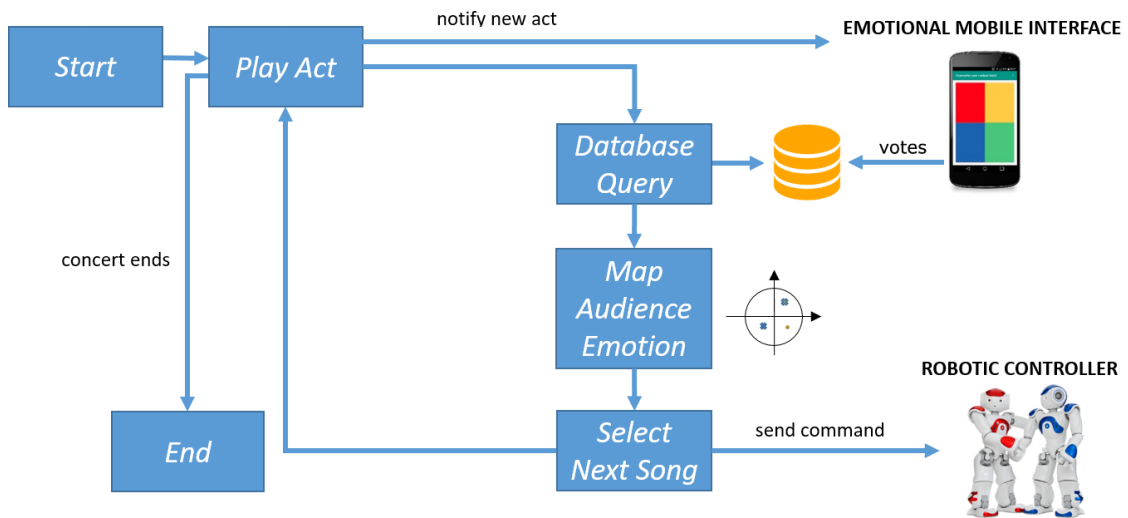 notify new act
EMOTIONAL MOBILE INTERFACE
Start
Play Act
Database
Query
votes
concert ends
Map
Audience
Emotion
ROBOTIC CONTROLLER
End
Select
Next Song
send command